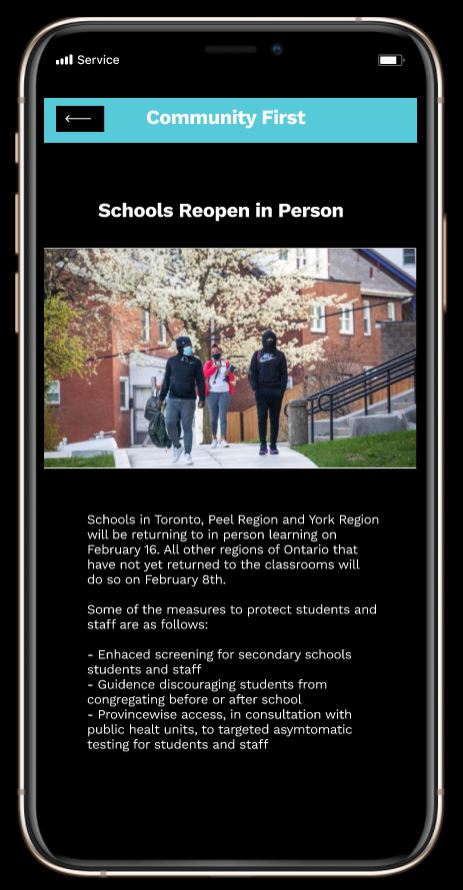 Service
Community First
Schools Reopen in Person
Schools in Toronto, Peel Region and York Region
will be returning to in person learning on
February 16. All other regions of Ontario that
have not yet returned to the classrooms will
do so on February 8th.
Some of the measures to protect students and
staff are as follows:
- Enhaced screening for secondary schools
students and staff
- Guidence discouraging students from
congregating before or after school
- Provincewise access, in consultation with
public healt units, to targeted asymtomatic
testing for students and staff